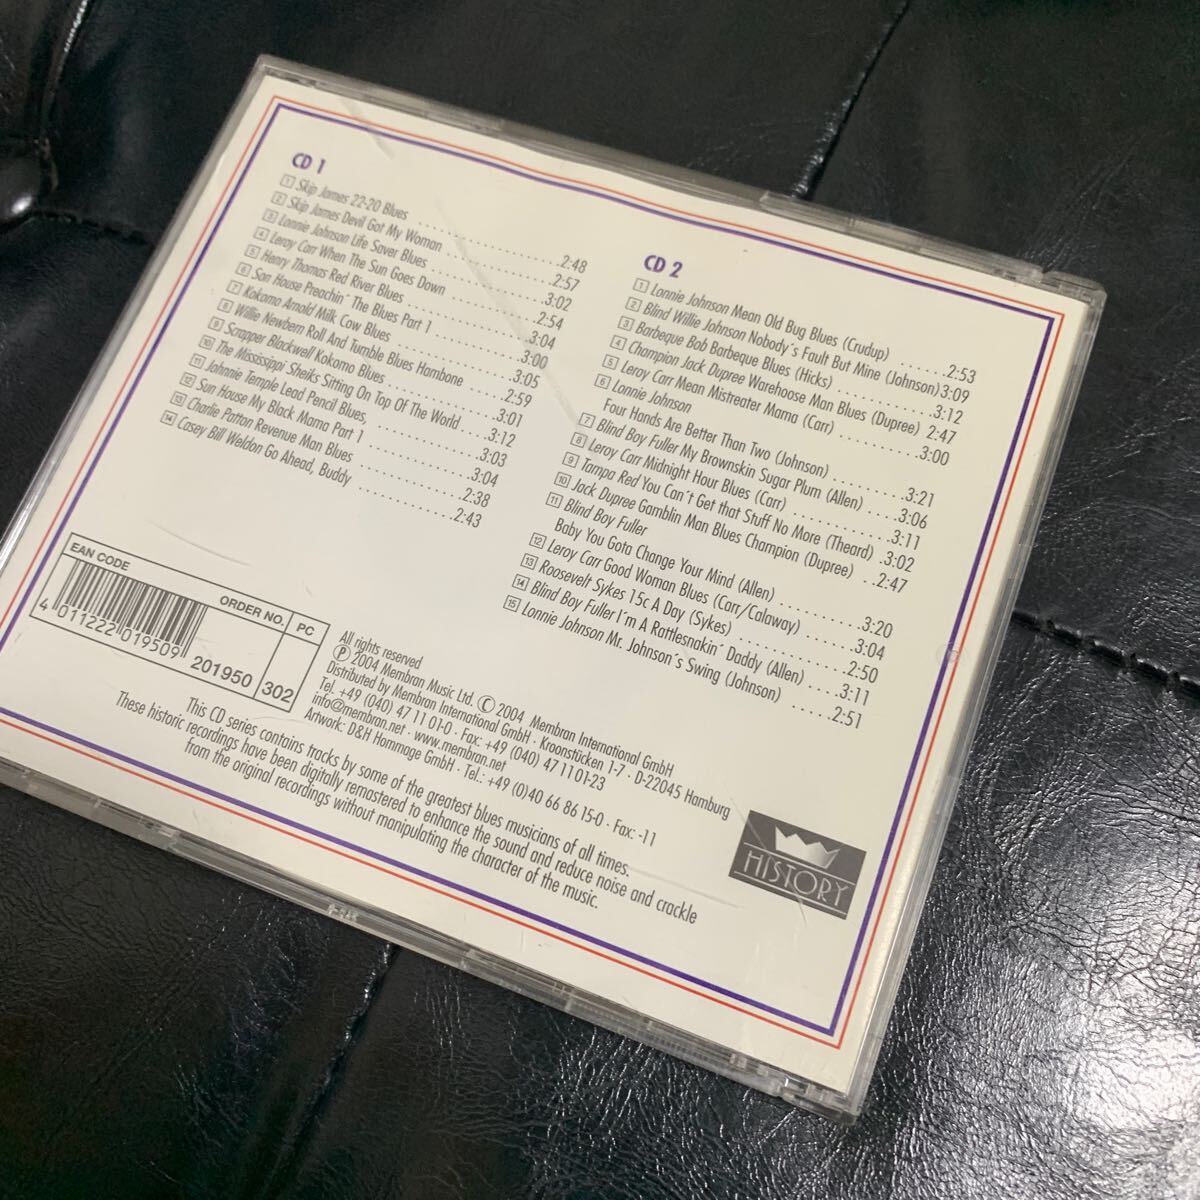 CD 1
1 Skip James 22-20 Blues ........ 2:48
2 Skip James Devil Got My Woman ........ 2:57
3 Lonnie Johnson Life Saver Blues ........ 3:02
4 Leroy Carr When The Sun Goes Down ........ 2:54
5 Henry Thomas Red River Blues ........ 3:04
6 Son House Preachin´ The Blues Part 1 ........ 3:00
7 Kokomo Arnold Milk Cow Blues ........ 3:05
8 Willie Newbern Roll And Tumble Blues Hambone ........ 2:59
9 Scrapper Blackwell Kokomo Blues ........ 3:01
10 The Mississippi Sheiks Sitting On Top Of The World ........ 3:12
11 Johnnie Temple Lead Pencil Blues, ........ 3:03
12 Sun House My Black Mama Part 1 ........ 3:04
13 Charlie Patton Revenue Man Blues ........ 2:38
14 Casey Bill Weldon Go Ahead, Buddy ........ 2:43
CD 2
1 Lonnie Johnson Mean Old Bug Blues (Crudup) ........ 2:53
2 Blind Willie Johnson Nobody´s Fault But Mine (Johnson) 3:09
3 Barbeque Bob Barbeque Blues (Hicks) ........ 3:12
4 Champion Jack Dupree Warehoose Man Blues (Dupree) 2:47
5 Leroy Carr Mean Mistreater Mama (Carr) ........ 3:00
6 Lonnie Johnson
Four Hands Are Better Than Two (Johnson) ........ 3:21
7 Blind Boy Fuller My Brownskin Sugar Plum (Allen) .... 3:06
8 Leroy Carr Midnight Hour Blues (Carr) ........ 3:11
9 Tampa Red You Can´t Get that Stuff No More (Theard) . 3:02
10 Jack Dupree Gamblin Man Blues Champion (Dupree) .. 2:47
11 Blind Boy Fuller
Baby You Gota Change Your Mind (Allen) ........ 3:20
12 Leroy Carr Good Woman Blues (Carr/Calaway) .... 3:04
13 Roosevelt Sykes 15c A Day (Sykes) ........ 2:50
14 Blind Boy Fuller I´m A Rattlesnakin´ Daddy (Allen) .... 3:11
15 Lonnie Johnson Mr. Johnson´s Swing (Johnson) ..... 2:51
EAN CODE ORDER NO. PC
4 011222 019509 201950 302
All rights reserved
℗ 2004 Membran Music Ltd. © 2004 Membran International GmbH
Distributed by Membran International GmbH · Kroonstücken 1-7 · D-22045 Hamburg
Tel. +49 (040) 47 11 01-0 · Fax: +49 (040) 47 11 01-23
info@membran.net · www.membran.net
Artwork: D&H Hommage GmbH · Tel.: +49 (0)40 66 86 15-0 · Fax: -11
This CD series contains tracks by some of the greatest blues musicians of all times.
These historic recordings have been digitally remastered to enhance the sound and reduce noise and crackle
from the original recordings without manipulating the character of the music.
HISTORY